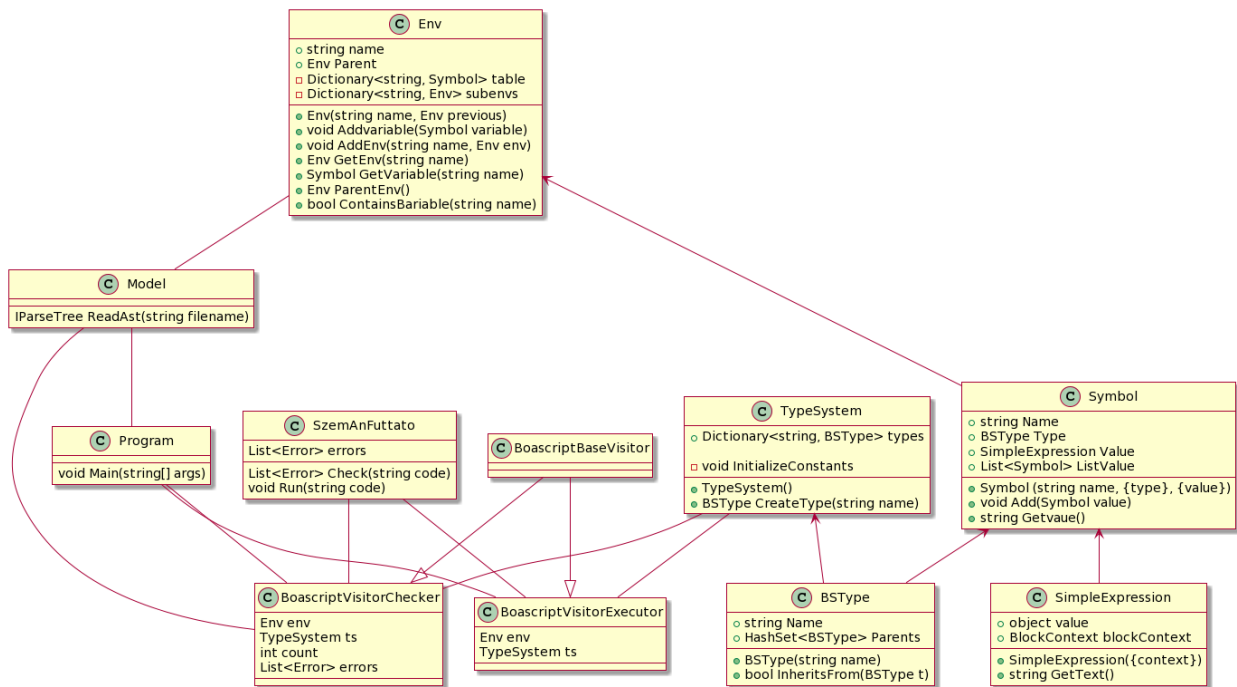 C Env
string name
Env Parent
Dictionary<string, Symbol> table
Dictionary<string, Env> subenvs
Env(string name, Env previous)
void Addvariable(Symbol variable)
void AddEnv(string name, Env env)
Env GetEnv(string name)
Symbol GetVariable(string name)
Env ParentEnv()
bool ContainsBariable(string name)
C Model
IParseTree ReadAst(string filename)
C Program
void Main(string[] args)
C SzemAnFuttato
List<Error> errors
List<Error> Check(string code)
void Run(string code)
C BoascriptBaseVisitor
C TypeSystem
Dictionary<string, BSType> types
void InitializeConstants
TypeSystem()
BSType CreateType(string name)
C Symbol
string Name
BSType Type
SimpleExpression Value
List<Symbol> ListValue
Symbol (string name, {type}, {value})
void Add(Symbol value)
string Getvaue()
C BoascriptVisitorChecker
Env env
TypeSystem ts
int count
List<Error> errors
C BoascriptVisitorExecutor
Env env
TypeSystem ts
C BSType
string Name
HashSet<BSType> Parents
BSType(string name)
bool InheritsFrom(BSType t)
C SimpleExpression
object value
BlockContext blockContext
SimpleExpression({context})
string GetText()